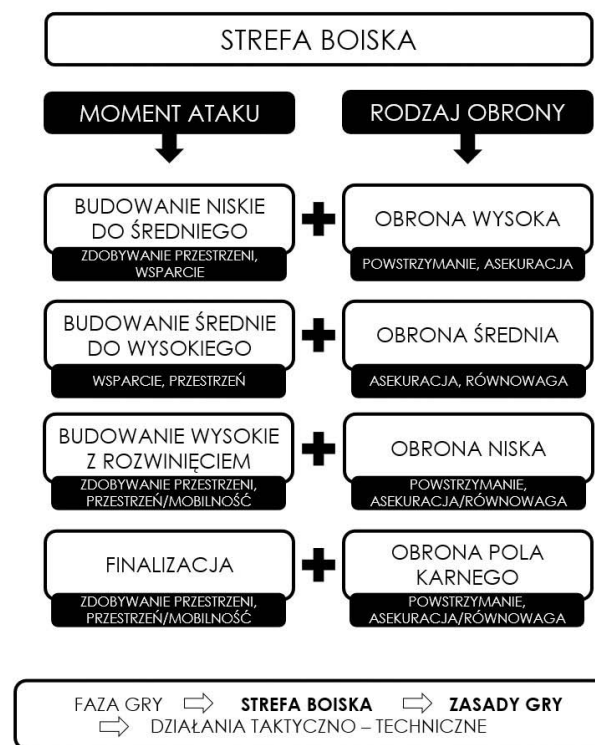 STREFA BOISKA
MOMENT ATAKU
RODZAJ OBRONY
BUDOWANIE NISKIE
DO ŚREDNIEGO
ZDOBYWANIE PRZESTRZENI,
WSPARCIE
OBRONA WYSOKA
POWSTRZYMANIE, ASEKURACJA
BUDOWANIE ŚREDNIE
DO WYSOKIEGO
WSPARCIE, PRZESTRZEŃ
OBRONA ŚREDNIA
ASEKURACJA, RÓWNOWAGA
BUDOWANIE WYSOKIE
Z ROZWINIĘCIEM
ZDOBYWANIE PRZESTRZENI,
PRZESTRZEŃ/MOBILNOŚĆ
OBRONA NISKA
POWSTRZYMANIE,
ASEKURACJA/RÓWNOWAGA
FINALIZACJA
ZDOBYWANIE PRZESTRZENI,
PRZESTRZEŃ/MOBILNOŚĆ
OBRONA POLA
KARNEGO
POWSTRZYMANIE,
ASEKURACJA/RÓWNOWAGA
FAZA GRY ⇨ STREFA BOISKA ⇨ ZASADY GRY
⇨ DZIAŁANIA TAKTYCZNO – TECHNICZNE